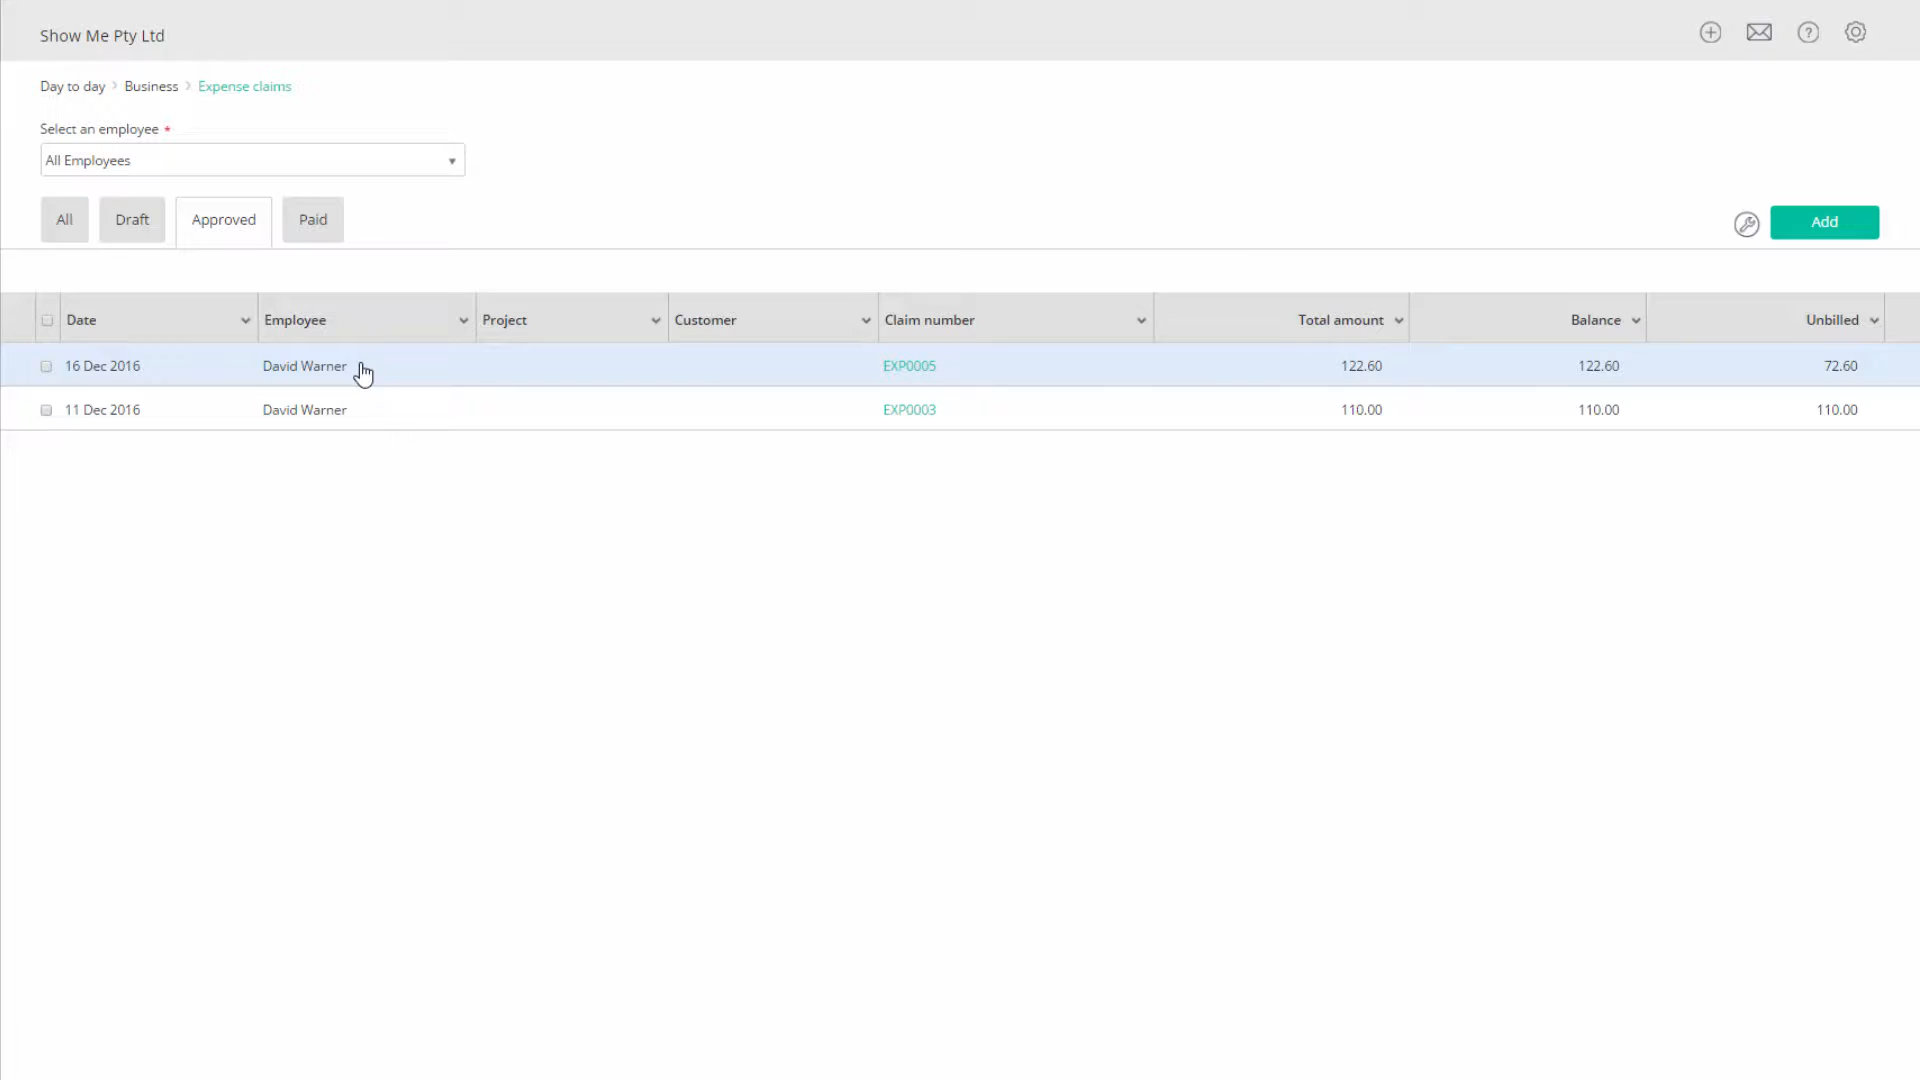 Show Me Pty Ltd
?
Day to day > Business > Expense claims
Select an employee *
All Employees
All Draft Approved Paid
Add
Date Employee Project Customer Claim number Total amount Balance Unbilled
16 Dec 2016 David Warner EXP0005 122.60 122.60 72.60
11 Dec 2016 David Warner EXP0003 110.00 110.00 110.00